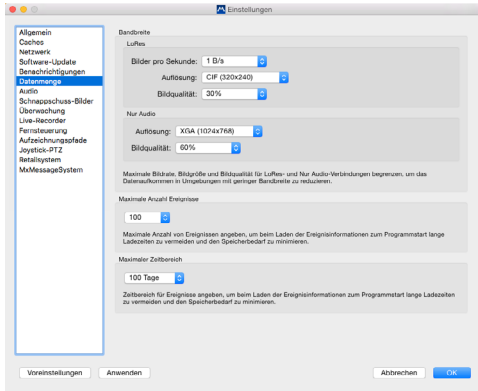 Einstellungen
Allgemein
Caches
Netzwerk
Software-Update
Benachrichtigungen
Datenmenge
Audio
Schnappschuss-Bilder
Überwachung
Live-Recorder
Fernsteuerung
Aufzeichnungspfade
Joystick-PTZ
Retailsystem
MxMessageSystem
Bandbreite
LoRes
Bilder pro Sekunde: 1 B/s
Auflösung: CIF (320x240)
Bildqualität: 30%
Nur Audio
Auflösung: XGA (1024x768)
Bildqualität: 60%
Maximale Bildrate, Bildgröße und Bildqualität für LoRes- und Nur Audio-Verbindungen begrenzen, um das
Datenaufkommen in Umgebungen mit geringer Bandbreite zu reduzieren.
Maximale Anzahl Ereignisse
100
Maximale Anzahl von Ereignissen angeben, um beim Laden der Ereignisinformationen zum Programmstart lange
Ladezeiten zu vermeiden und den Speicherbedarf zu minimieren.
Maximaler Zeitbereich
100 Tage
Zeitbereich für Ereignisse angeben, um beim Laden der Ereignisinformationen zum Programmstart lange Ladezeiten
zu vermeiden und den Speicherbedarf zu minimieren.
Voreinstellungen Anwenden Abbrechen OK